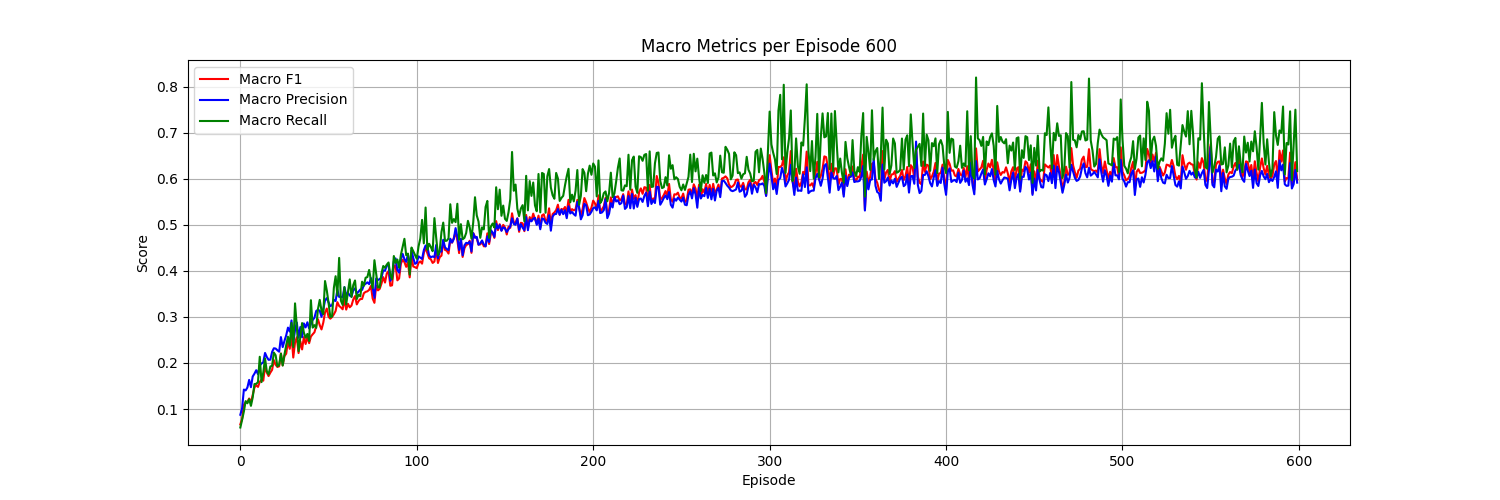 Macro Metrics per Episode 600
Macro F1
Macro Precision
Macro Recall
Score
0.8
0.7
0.6
0.5
0.4
0.3
0.2
0.1
0 100 200 300 400 500 600
Episode